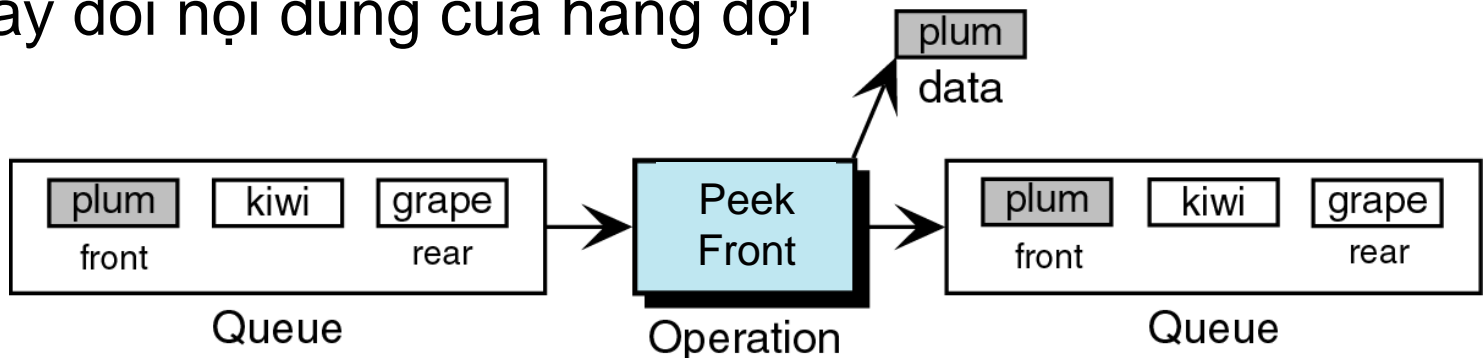 đổi nội dung của hàng đợi
plum
data
plum kiwi grape
front rear
Queue
Peek
Front
Operation
plum kiwi grape
front rear
Queue